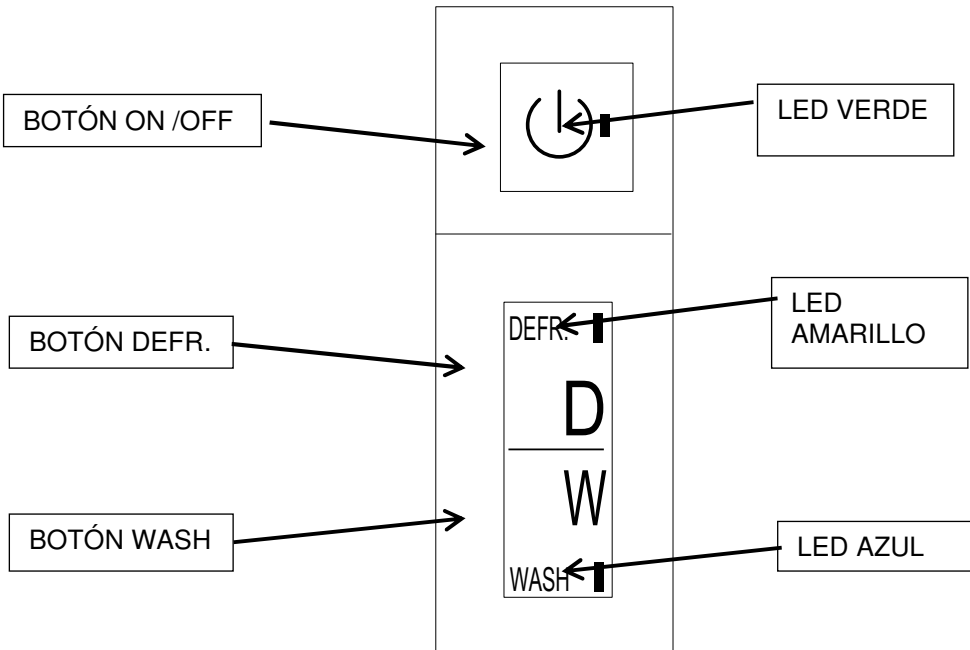 BOTÓN ON /OFF
LED VERDE
BOTÓN DEFR.
DEFR.
LED
AMARILLO
D
W
BOTÓN WASH
WASH
LED AZUL